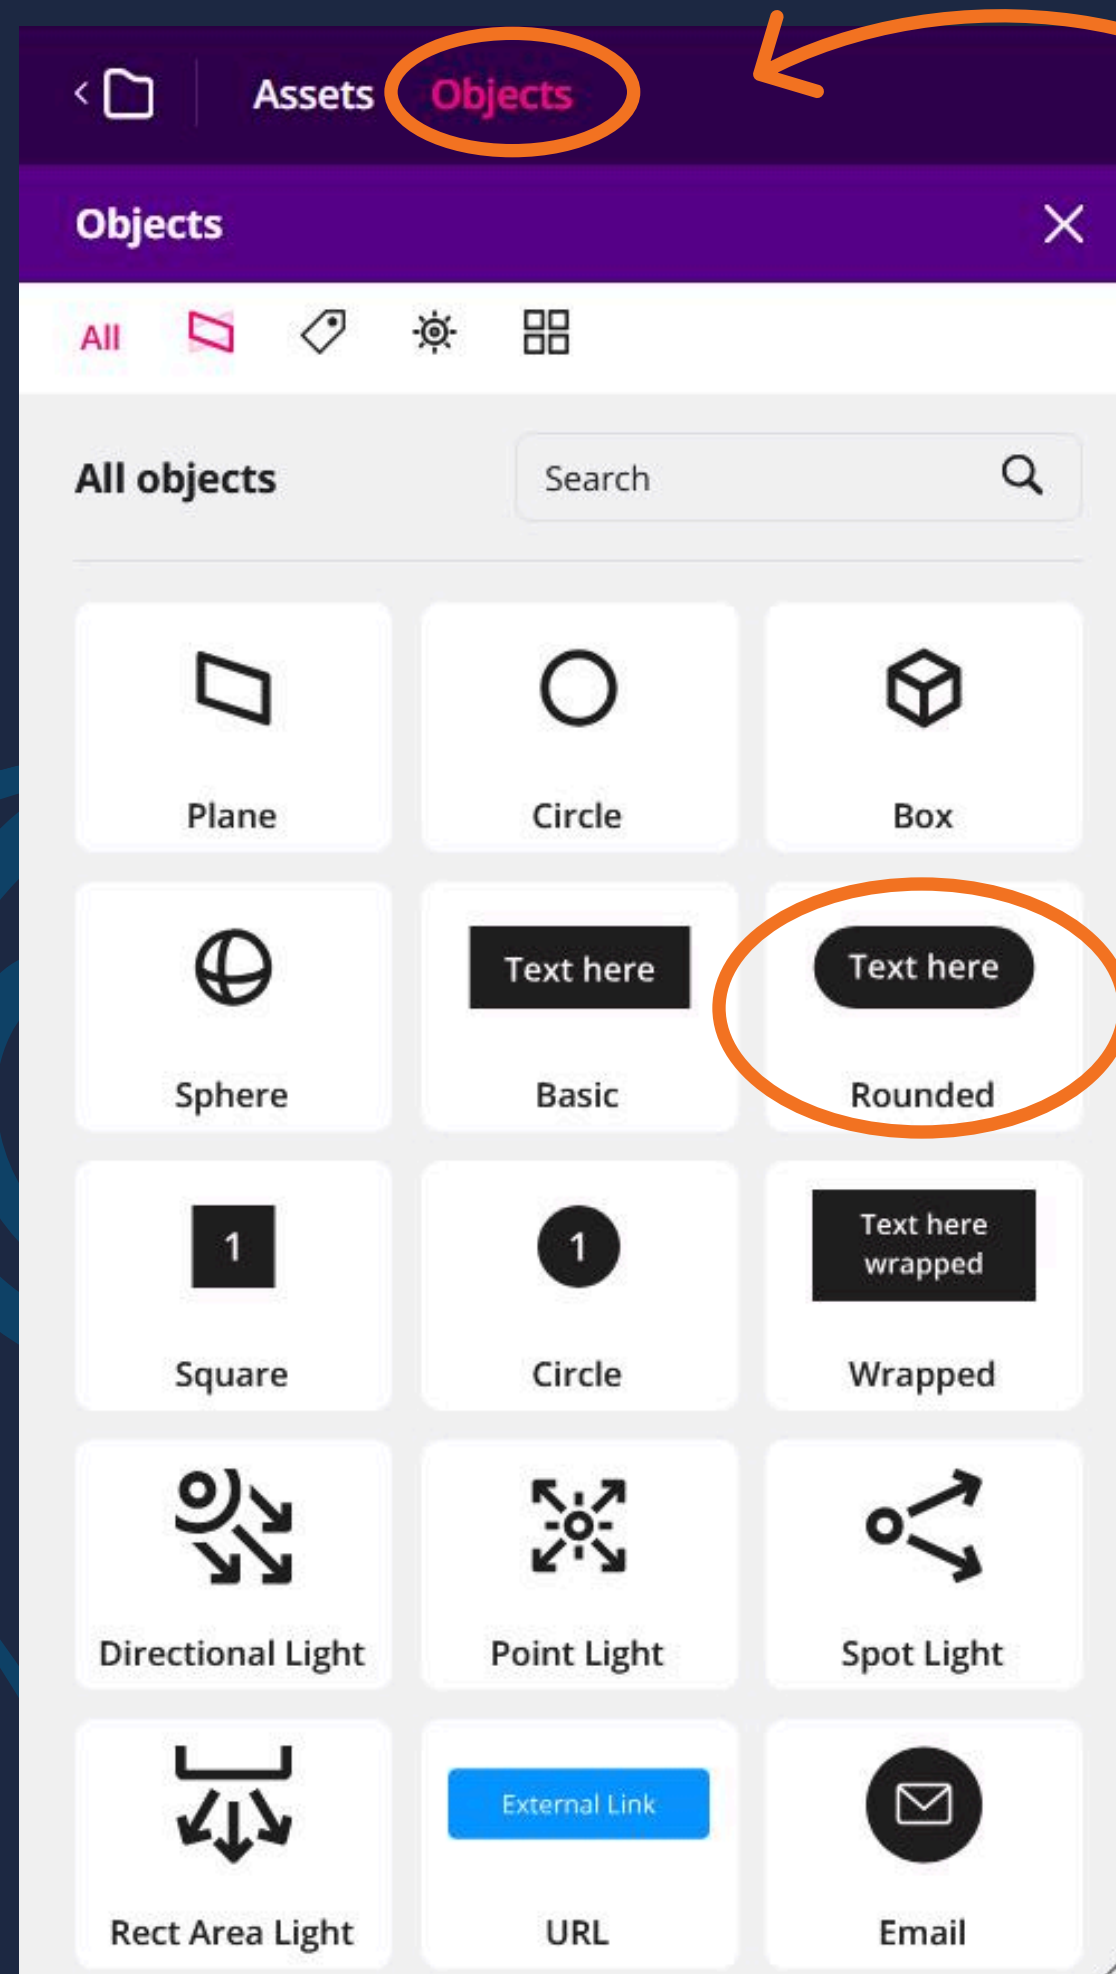 Assets Objects
Objects
All
All objects
Search
Plane
Circle
Box
Text here
Text here
Sphere
Basic
Rounded
1
1
Text here
wrapped
Square
Circle
Wrapped
Directional Light
Point Light
Spot Light
External Link
Rect Area Light
URL
Email